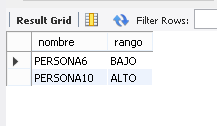 Result Grid Filter Rows:
nombre rango
PERSONA6 BAJO
PERSONA10 ALTO